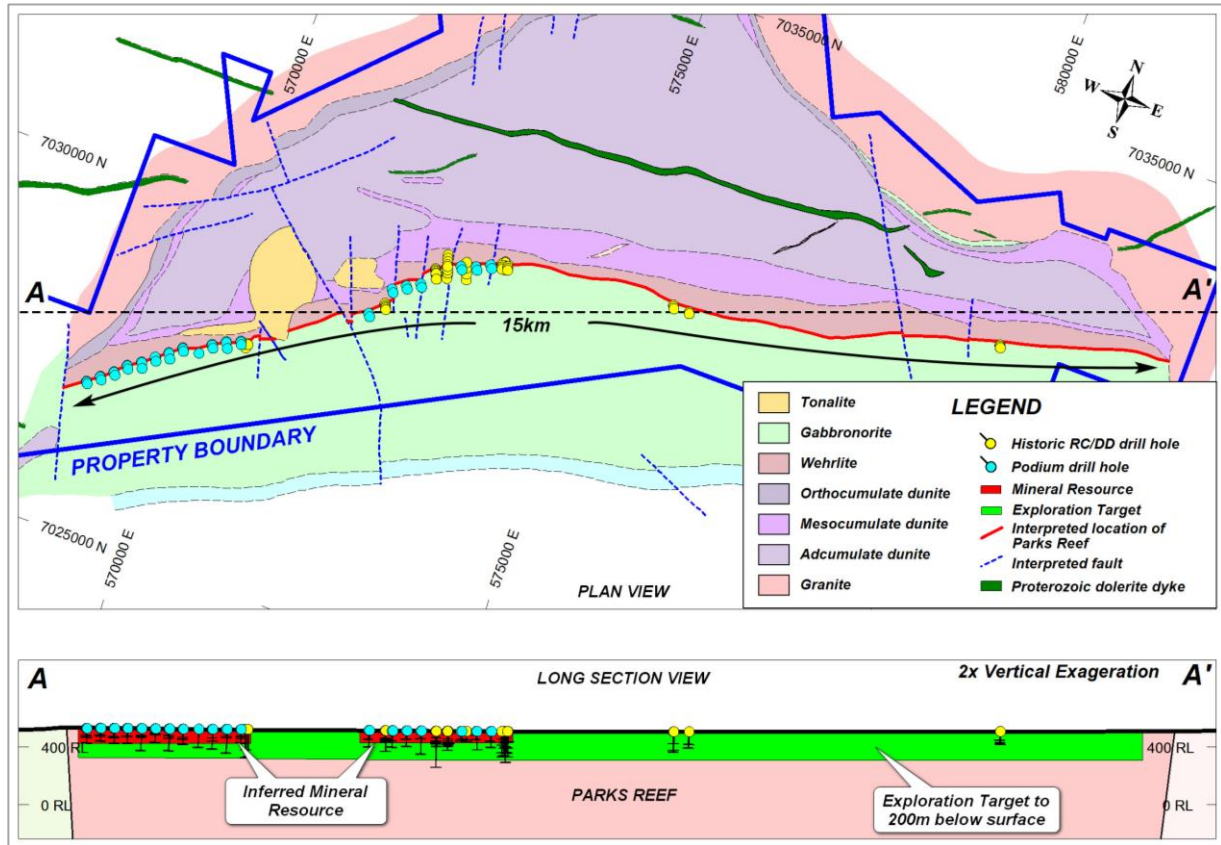 570000 E
575000 E
7035000 N
580000 E
N
W
E
S
7030000 N
7035000 N
A
A'
15km
PROPERTY BOUNDARY
7025000 N
570000 E
575000 E
PLAN VIEW
LEGEND
Tonalite
Gabbronorite
Wehrlite
Orthocumulate dunite
Mesocumulate dunite
Adcumulate dunite
Granite
Historic RC/DD drill hole
Podium drill hole
Mineral Resource
Exploration Target
Interpreted location of
Parks Reef
Interpreted fault
Proterozoic dolerite dyke
A
LONG SECTION VIEW
2x Vertical Exageration
A'
400 RL
400 RL
Inferred Mineral
Resource
Exploration Target to
200m below surface
0 RL
PARKS REEF
0 RL